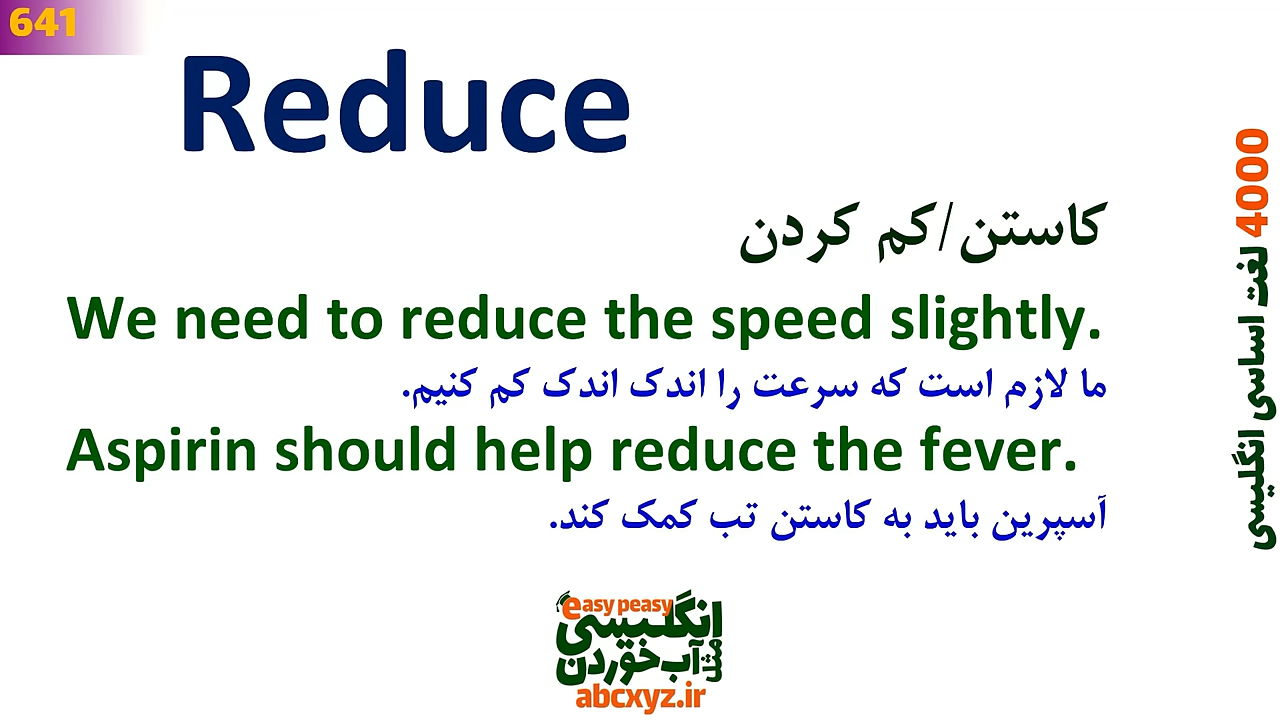 641
Reduce
کاستن/کم کردن
We need to reduce the speed slightly.
ما لازم است که سرعت را اندک اندک کم کنیم.
Aspirin should help reduce the fever.
آسپرین باید به کاستن تب کمک کند.
4000 لغت اساسی انگلیسی
easy peasy
انگلیسی
مثل آب خوردن
abcxyz.ir